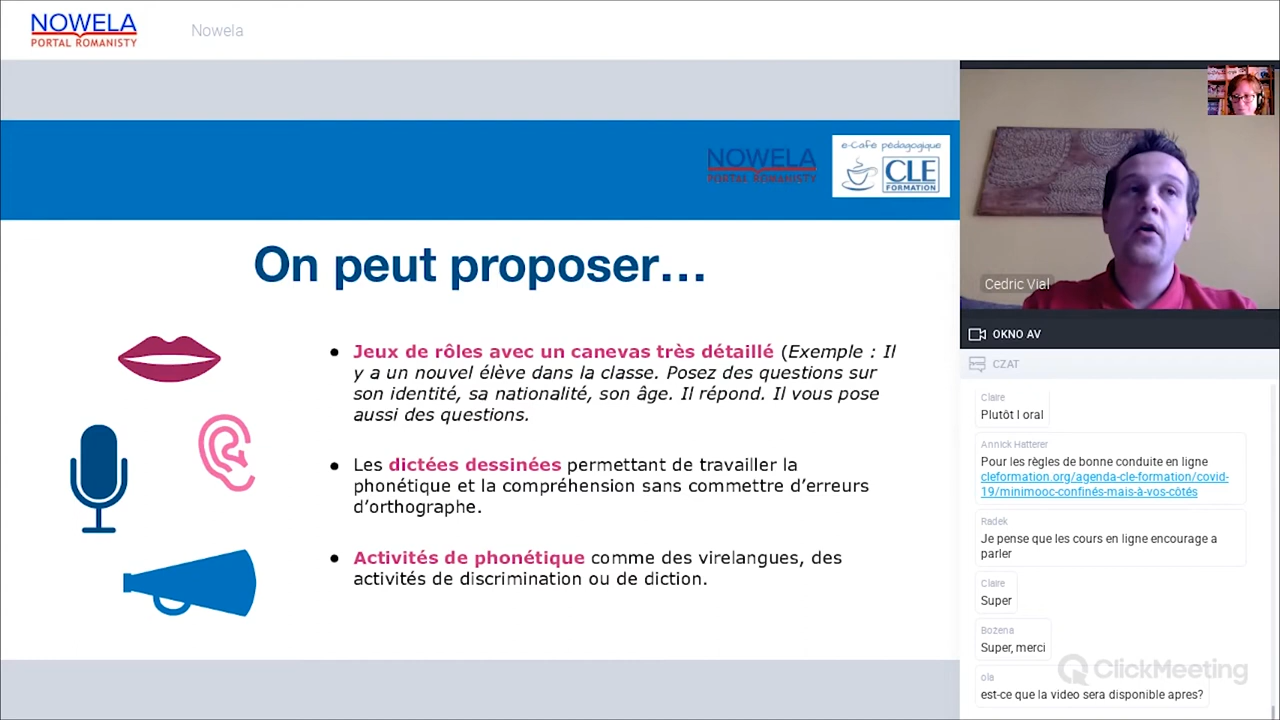 NOWELA
PORTAL ROMANISTY
Nowela
NOWELA
PORTAL ROMANISTY
e-Café pédagogique
CLE
FORMATION
On peut proposer...
● Jeux de rôles avec un canevas très détaillé (Exemple : Il
y a un nouvel élève dans la classe. Posez des questions sur
son identité, sa nationalité, son âge. Il répond. Il vous pose
aussi des questions.
● Les dictées dessinées permettant de travailler la
phonétique et la compréhension sans commettre d'erreurs
d'orthographe.
● Activités de phonétique comme des virelangues, des
activités de discrimination ou de diction.
Cedric Vial
OKNO AV
CZAT
Claire
Plutôt l oral
Annick Hatterer
Pour les règles de bonne conduite en ligne
cleformation.org/agenda-cle-formation/covid-
19/minimooc-confinés-mais-à-vos-côtés
Radek
Je pense que les cours en ligne encourage a
parler
Claire
Super
Bozena
Super, merci
ClickMeeting
ola
est-ce que la video sera disponible apres?